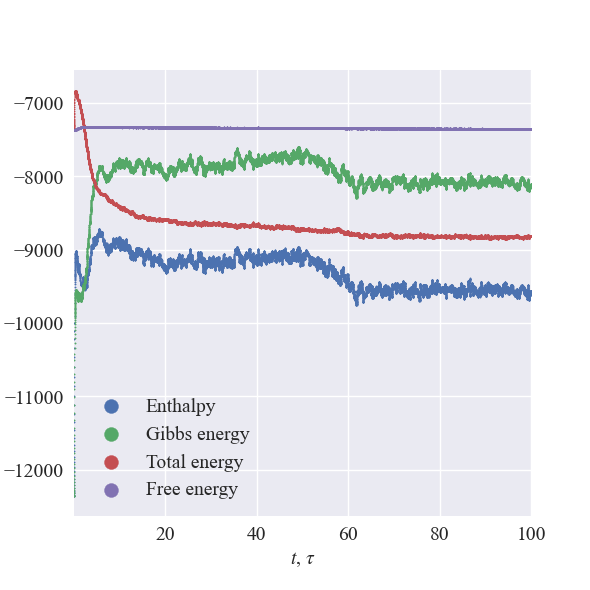 −7000
−8000
−9000
−10000
−11000
−12000
Enthalpy
Gibbs energy
Total energy
Free energy
20 40 60 80 100
t, τ